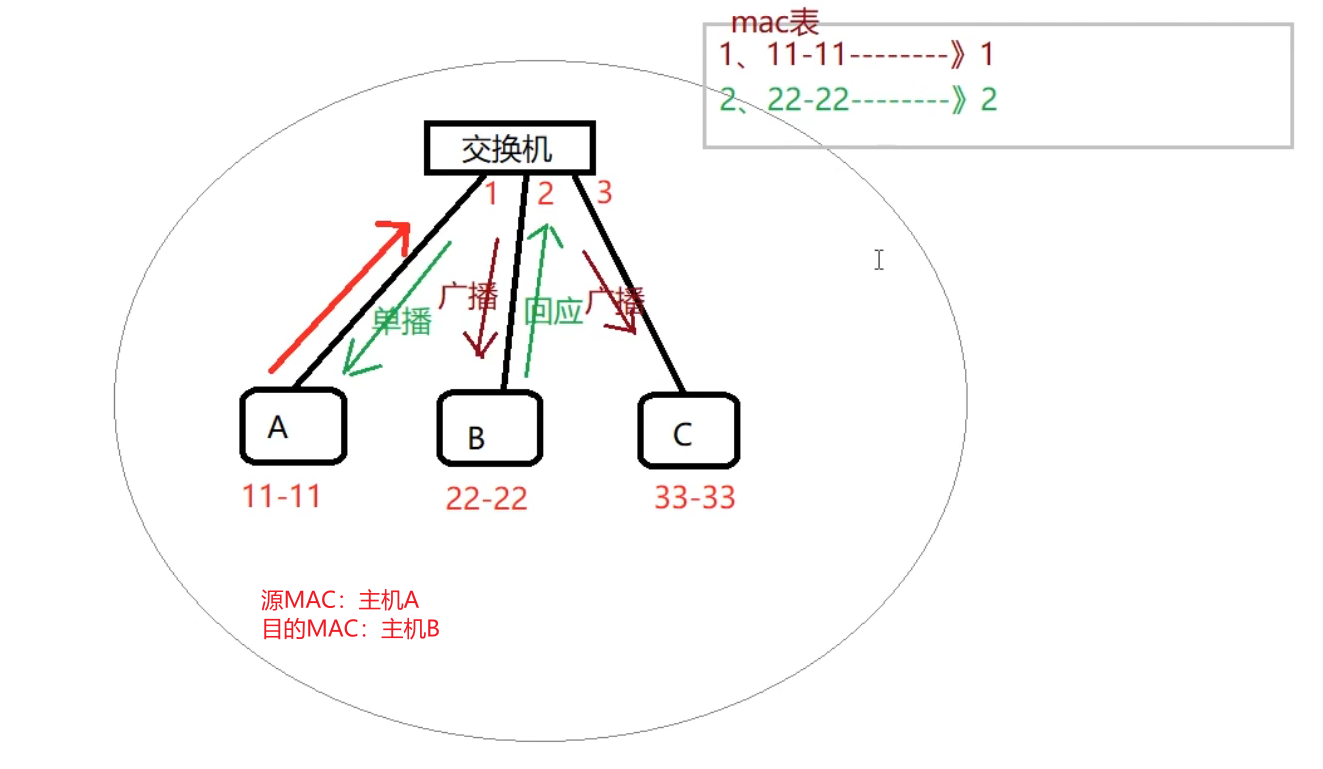 mac表
1、11-11--------》1
2、22-22--------》2
交换机
1
2
3
单播
广播
回应
广播
A
B
C
11-11
22-22
33-33
源MAC：主机A
目的MAC：主机B